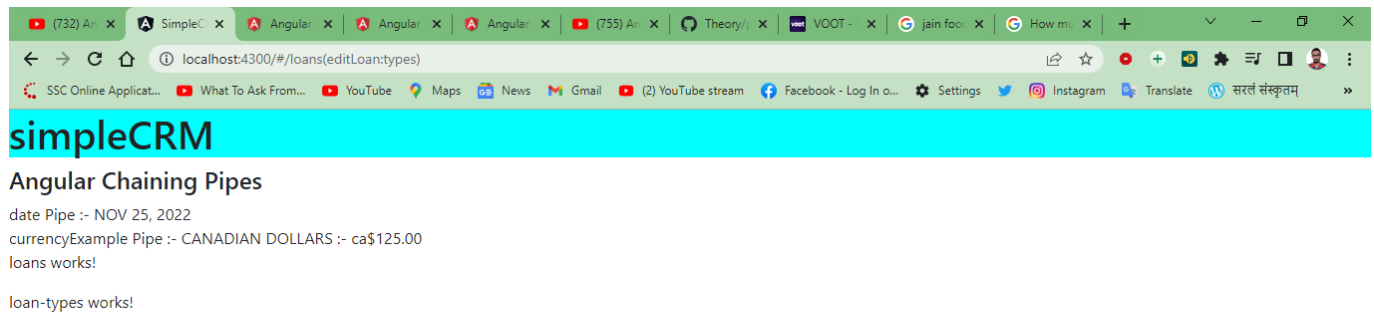 (732) An
SimpleC
Angular
Angular
Angular
(755) An
Theory/p
VOOT -
jain food
How mu
localhost:4300/#/loans(editLoan:types)
SSC Online Applicat...
What To Ask From...
YouTube
Maps
News
Gmail
(2) YouTube stream
Facebook - Log In o...
Settings
Instagram
Translate
सरलं संस्कृतम्
»
simpleCRM
Angular Chaining Pipes
date Pipe :- NOV 25, 2022
currencyExample Pipe :- CANADIAN DOLLARS :- ca$125.00
loans works!
loan-types works!